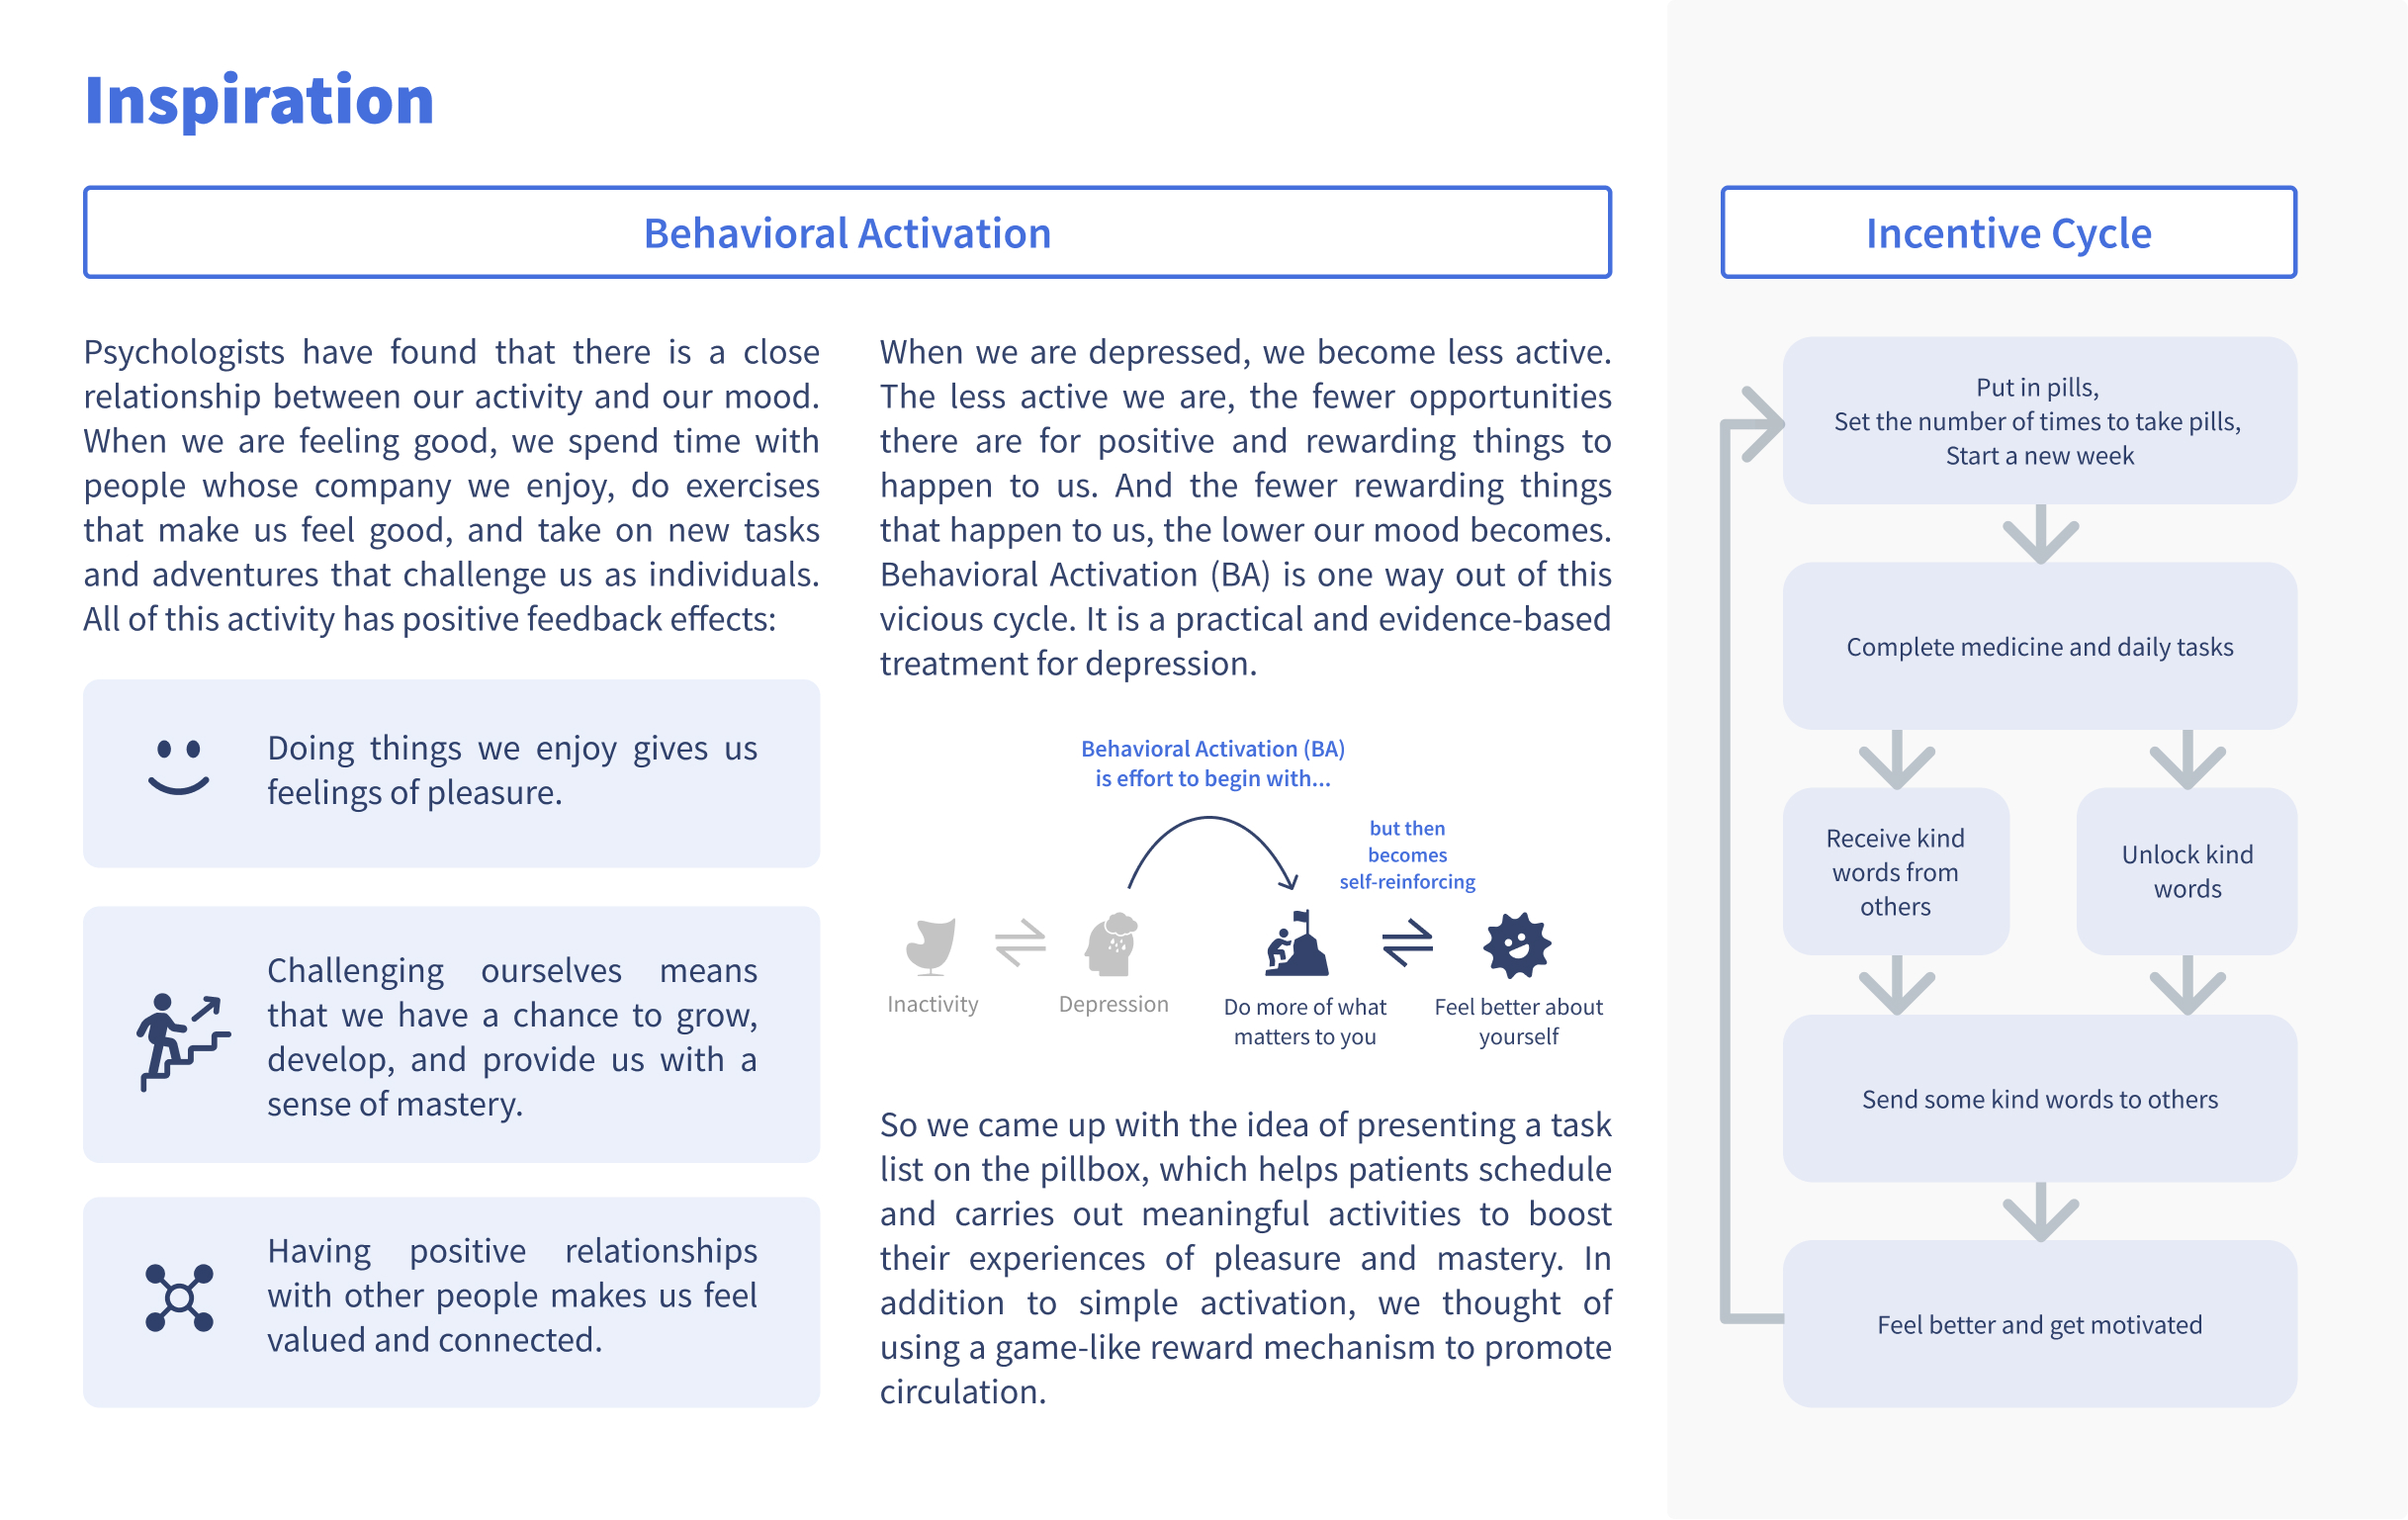 Inspiration
Behavioral Activation
Psychologists have found that there is a close
relationship between our activity and our mood.
When we are feeling good, we spend time with
people whose company we enjoy, do exercises
that make us feel good, and take on new tasks
and adventures that challenge us as individuals.
All of this activity has positive feedback effects:
Doing things we enjoy gives us
feelings of pleasure.
Challenging ourselves means
that we have a chance to grow,
develop, and provide us with a
sense of mastery.
Having positive relationships
with other people makes us feel
valued and connected.
When we are depressed, we become less active.
The less active we are, the fewer opportunities
there are for positive and rewarding things to
happen to us. And the fewer rewarding things
that happen to us, the lower our mood becomes.
Behavioral Activation (BA) is one way out of this
vicious cycle. It is a practical and evidence-based
treatment for depression.
Behavioral Activation (BA)
is effort to begin with...
but then
becomes
self-reinforcing
Inactivity
Depression
Do more of what
matters to you
Feel better about
yourself
So we came up with the idea of presenting a task
list on the pillbox, which helps patients schedule
and carries out meaningful activities to boost
their experiences of pleasure and mastery. In
addition to simple activation, we thought of
using a game-like reward mechanism to promote
circulation.
Incentive Cycle
Put in pills,
Set the number of times to take pills,
Start a new week
Complete medicine and daily tasks
Receive kind
words from
others
Unlock kind
words
Send some kind words to others
Feel better and get motivated